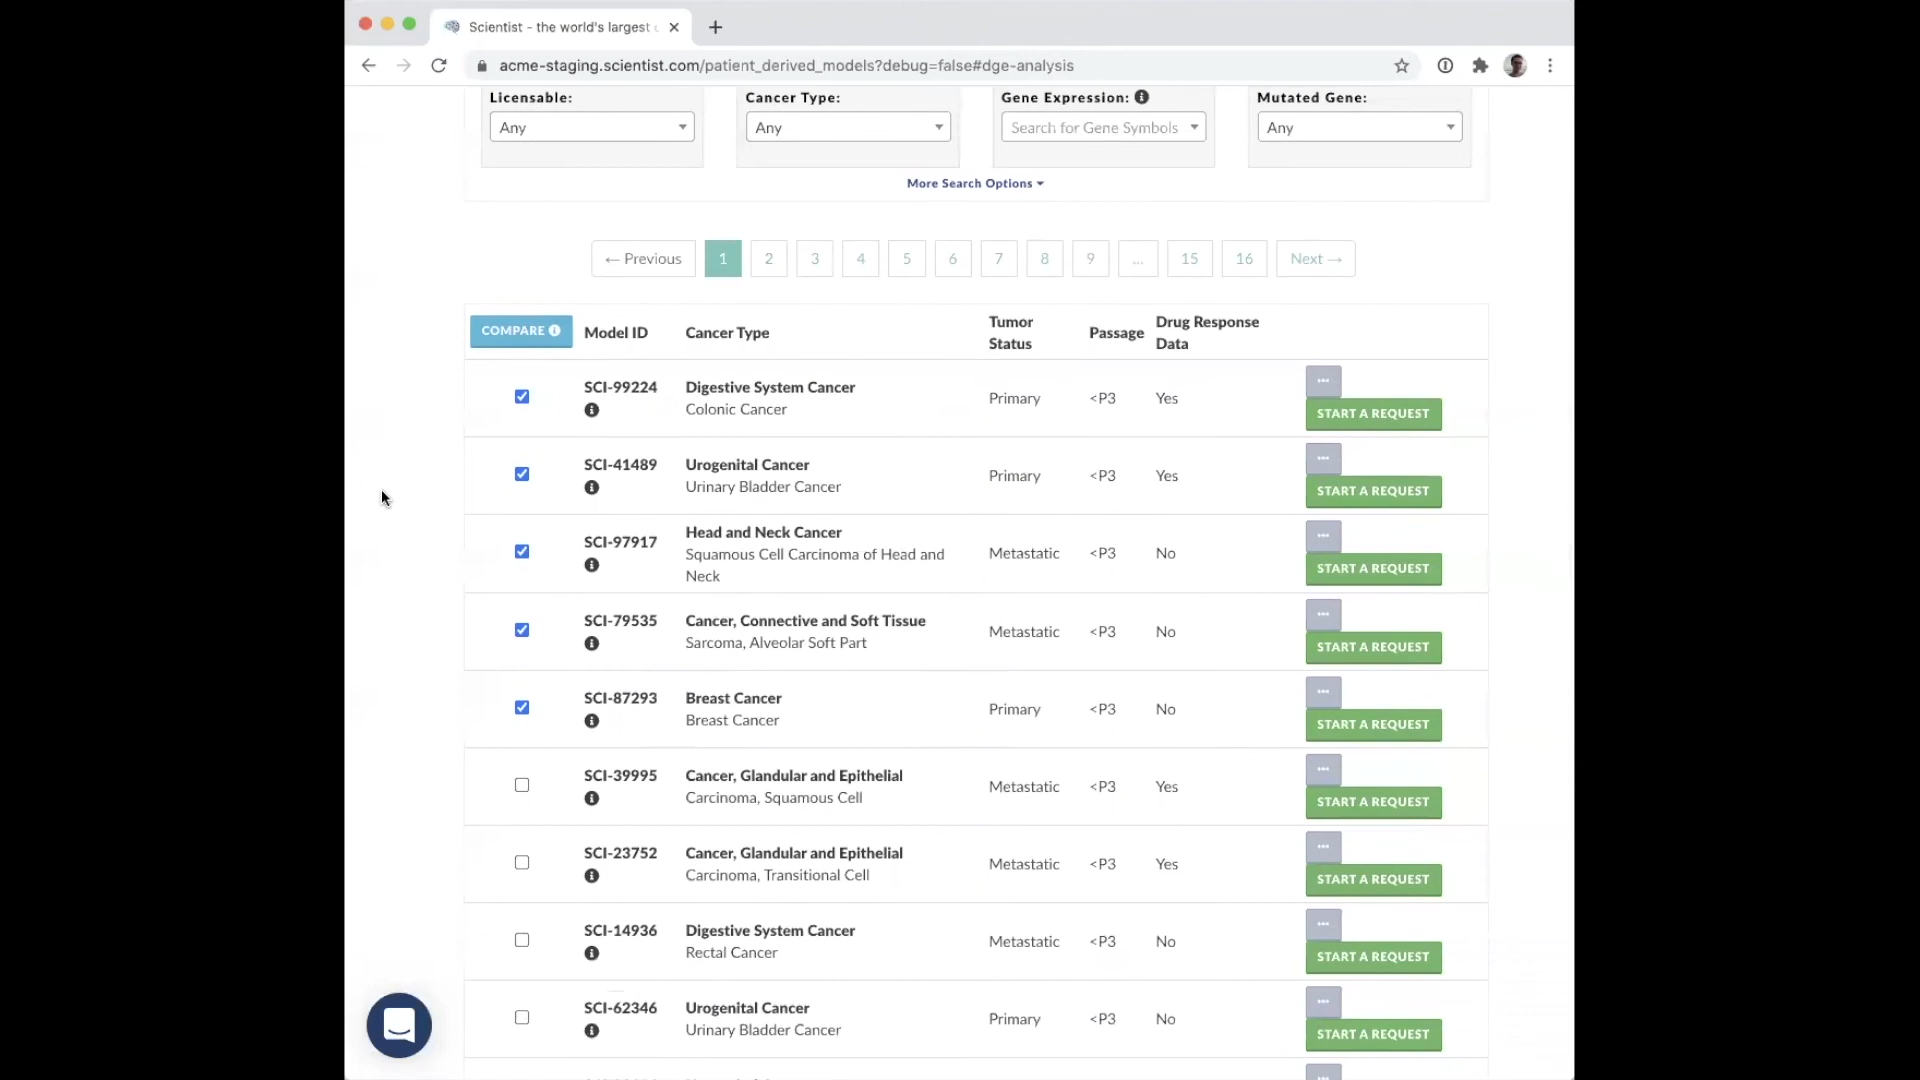 Scientist - the world's largest
acme-staging.scientist.com/patient_derived_models?debug=false#dge-analysis
Licensable: Cancer Type: Gene Expression: Mutated Gene:
Any Any Search for Gene Symbols Any
More Search Options
← Previous 1 2 3 4 5 6 7 8 9 ... 15 16 Next →
COMPARE Model ID Cancer Type Tumor Status Passage Drug Response Data
SCI-99224 Digestive System Cancer
Colonic Cancer Primary <P3 Yes
START A REQUEST
SCI-41489 Urogenital Cancer
Urinary Bladder Cancer Primary <P3 Yes
START A REQUEST
SCI-97917 Head and Neck Cancer
Squamous Cell Carcinoma of Head and Metastatic <P3 No
Neck
START A REQUEST
SCI-79535 Cancer, Connective and Soft Tissue
Sarcoma, Alveolar Soft Part Metastatic <P3 No
START A REQUEST
SCI-87293 Breast Cancer
Breast Cancer Primary <P3 No
START A REQUEST
SCI-39995 Cancer, Glandular and Epithelial
Carcinoma, Squamous Cell Metastatic <P3 Yes
START A REQUEST
SCI-23752 Cancer, Glandular and Epithelial
Carcinoma, Transitional Cell Metastatic <P3 Yes
START A REQUEST
SCI-14936 Digestive System Cancer
Rectal Cancer Metastatic <P3 No
START A REQUEST
SCI-62346 Urogenital Cancer
Urinary Bladder Cancer Primary <P3 No
START A REQUEST